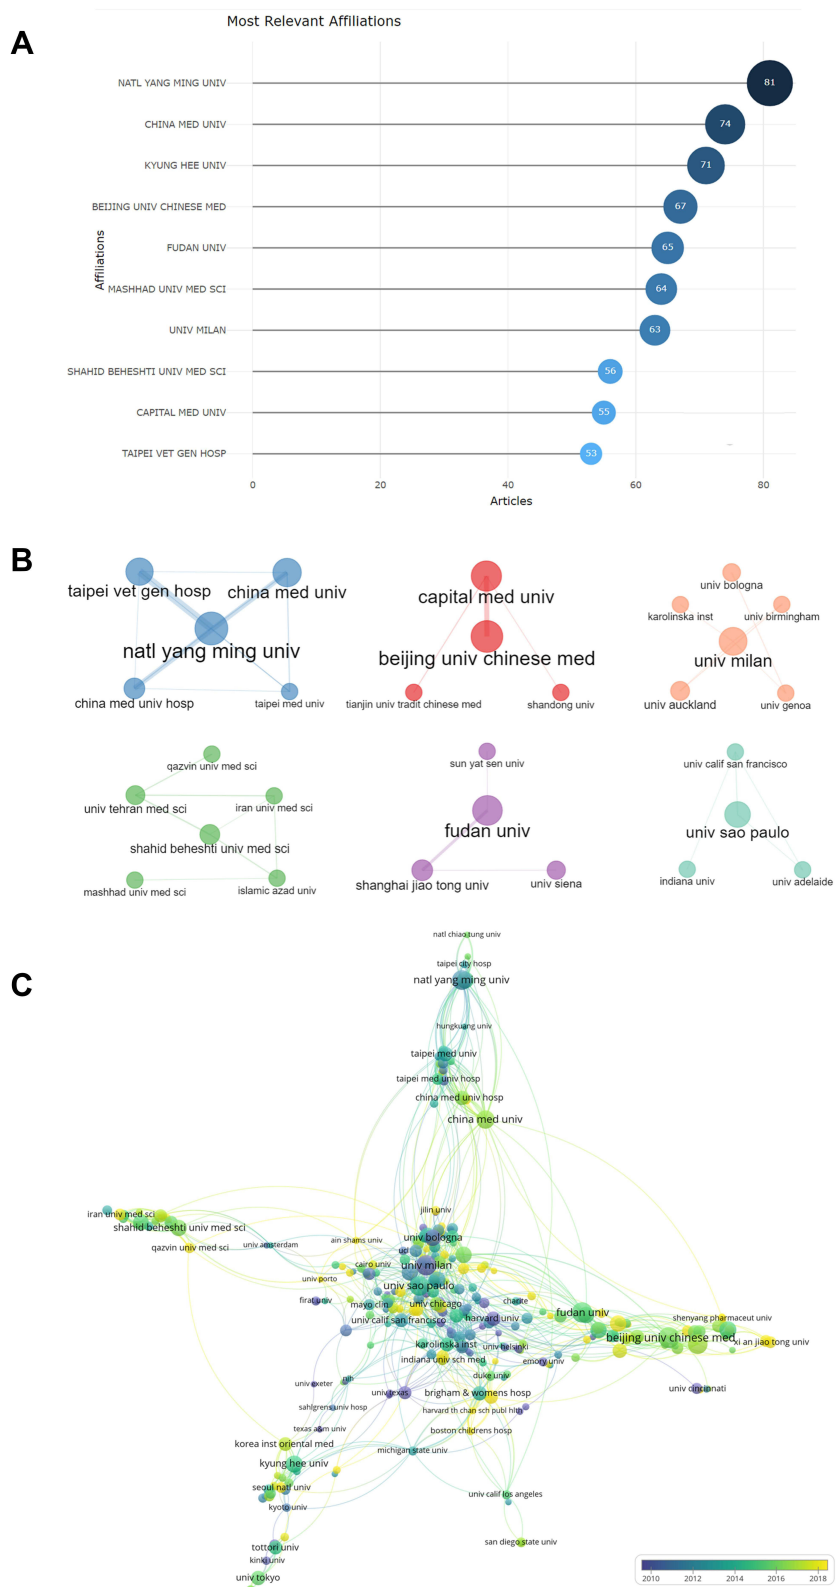 Most Relevant Affiliations
A
NATL YANG MING UNIV
81
CHINA MED UNIV
74
KYUNG HEE UNIV
71
BEIJING UNIV CHINESE MED
67
FUDAN UNIV
65
Affiliations
MASHHAD UNIV MED SCI
64
UNIV MILAN
63
SHAHID BEHESHTI UNIV MED SCI
56
CAPITAL MED UNIV
55
TAIPEI VET GEN HOSP
53
0 20 40 60 80
Articles
B
taipei vet gen hosp
china med univ
natl yang ming univ
china med univ hosp
taipei med univ
capital med univ
beijing univ chinese med
tianjin univ tradit chinese med
shandong univ
univ bologna
karolinska inst
univ birmingham
univ milan
univ auckland
univ genoa
qazvin univ med sci
univ tehran med sci
iran univ med sci
shahid beheshti univ med sci
mashhad univ med sci
islamic azad univ
sun yat sen univ
fudan univ
shanghai jiao tong univ
univ siena
univ calif san francisco
univ sao paulo
indiana univ
univ adelaide
C
natl chiao tung univ
taipei city hosp
natl yang ming univ
hungkuang univ
taipei med univ
taipei med univ hosp
china med univ hosp
china med univ
iran univ med sci
shahid beheshti univ med sci
qazvin univ med sci
jilin univ
ain shams univ
univ bologna
univ amsterdam
ucl
cairo univ
univ milan
univ porto
univ sao paulo
firat univ
mayo clin
univ chicago
charite
univ calif san francisco
harvard univ
fudan univ
shenyang pharmaceut univ
beijing univ chinese med
xi an jiao tong univ
karolinska inst
univ helsinki
indiana univ sch med
emory univ
duke univ
nih
univ exeter
univ texas
brigham & womens hosp
univ cincinnati
sahlgrens univ hosp
harvard th chan sch publ hlth
texas a&m univ
boston childrens hosp
korea inst oriental med
michigan state univ
kyung hee univ
seoul natl univ
univ calif los angeles
kyoto univ
san diego state univ
tottori univ
kinki univ
univ tokyo
2010 2012 2014 2016 2018